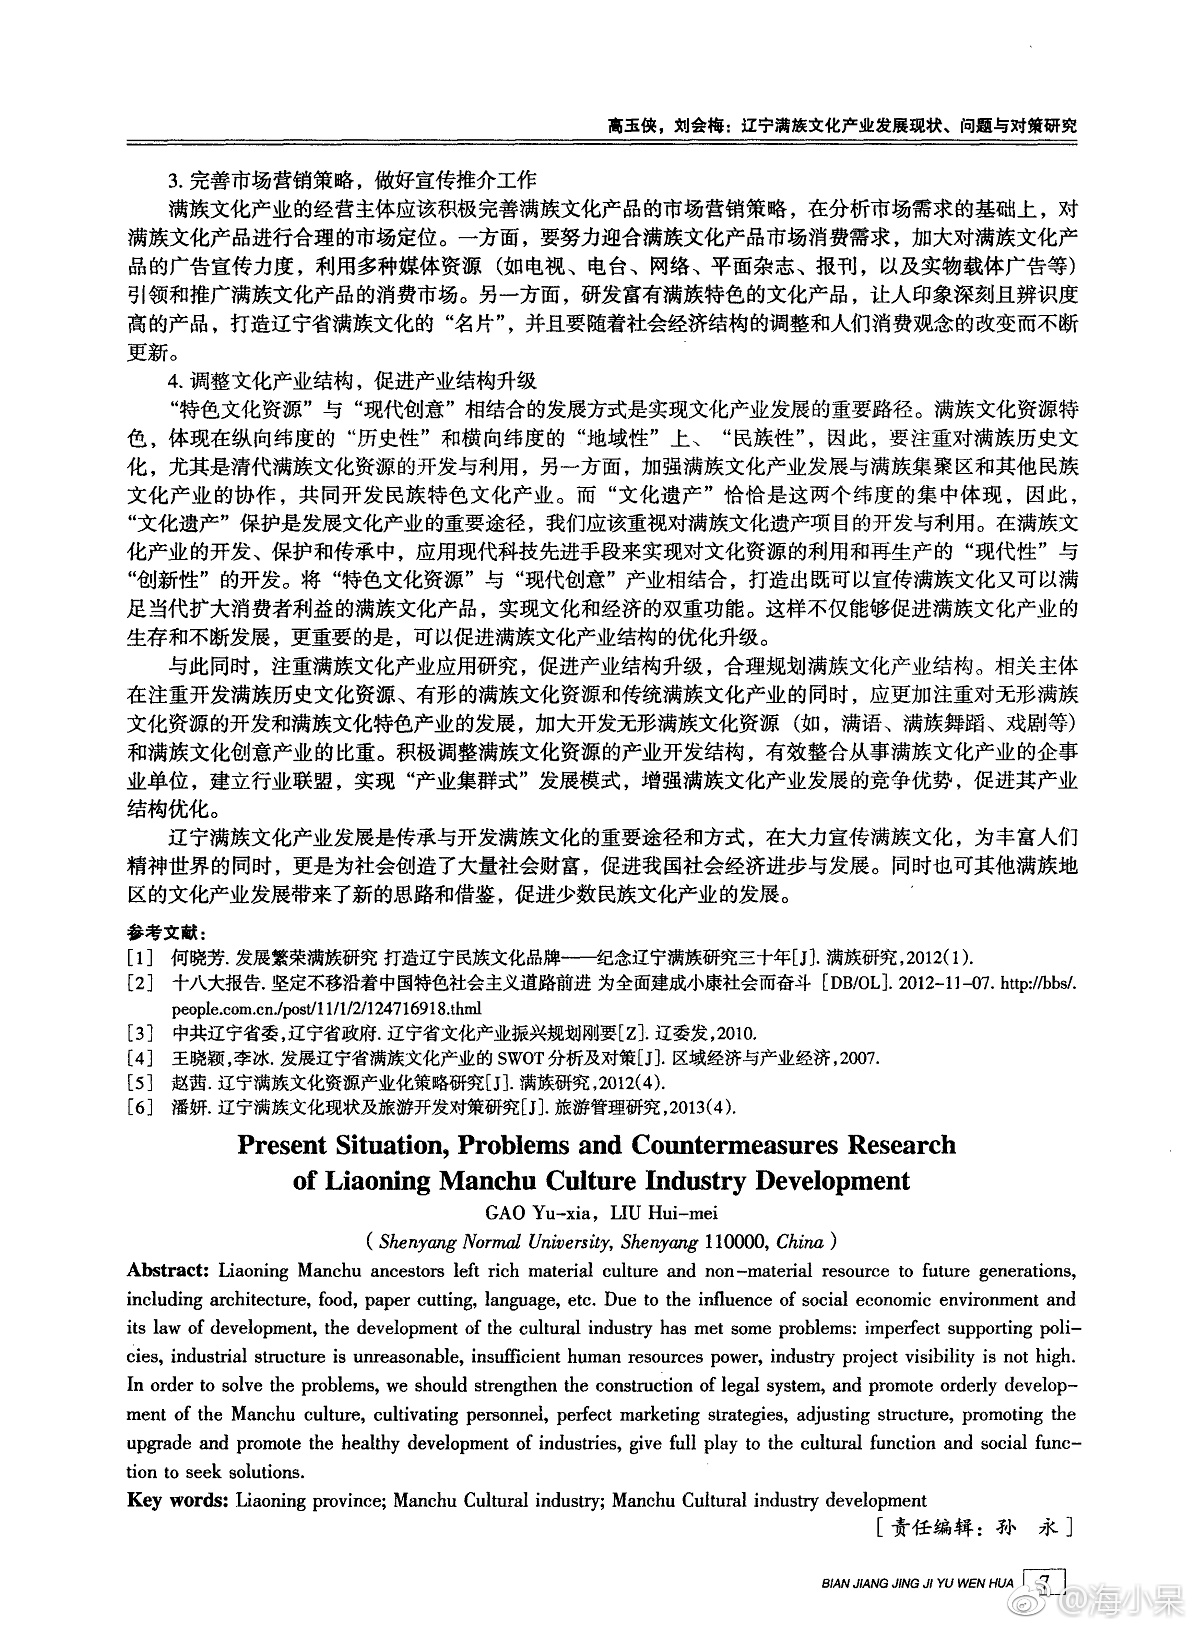 高玉侠，刘会梅：辽宁满族文化产业发展现状、问题与对策研究
3. 完善市场营销策略，做好宣传推介工作
满族文化产业的经营主体应该积极完善满族文化产品的市场营销策略，在分析市场需求的基础上，对
满族文化产品进行合理的市场定位。一方面，要努力迎合满族文化产品市场消费需求，加大对满族文化产
品的广告宣传力度，利用多种媒体资源（如电视、电台、网络、平面杂志、报刊，以及实物载体广告等）
引领和推广满族文化产品的消费市场。另一方面，研发富有满族特色的文化产品，让人印象深刻且辨识度
高的产品，打造辽宁省满族文化的“名片”，并且要随着社会经济结构的调整和人们消费观念的改变而不断
更新。
4. 调整文化产业结构，促进产业结构升级
“特色文化资源”与“现代创意”相结合的发展方式是实现文化产业发展的重要路径。满族文化资源特
色，体现在纵向纬度的“历史性”和横向纬度的“地域性”上、“民族性”，因此，要注重对满族历史文
化，尤其是清代满族文化资源的开发与利用，另一方面，加强满族文化产业发展与满族集聚区和其他民族
文化产业的协作，共同开发民族特色文化产业。而“文化遗产”恰恰是这两个纬度的集中体现，因此，
“文化遗产”保护是发展文化产业的重要途径，我们应该重视对满族文化遗产项目的开发与利用。在满族文
化产业的开发、保护和传承中，应用现代科技先进手段来实现对文化资源的利用和再生产的“现代性”与
“创新性”的开发。将“特色文化资源”与“现代创意”产业相结合，打造出既可以宣传满族文化又可以满
足当代扩大消费者利益的满族文化产品，实现文化和经济的双重功能。这样不仅能够促进满族文化产业的
生存和不断发展，更重要的是，可以促进满族文化产业结构的优化升级。
与此同时，注重满族文化产业应用研究，促进产业结构升级，合理规划满族文化产业结构。相关主体
在注重开发满族历史文化资源、有形的满族文化资源和传统满族文化产业的同时，应更加注重对无形满族
文化资源的开发和满族文化特色产业的发展，加大开发无形满族文化资源（如，满语、满族舞蹈、戏剧等）
和满族文化创意产业的比重。积极调整满族文化资源的产业开发结构，有效整合从事满族文化产业的企事
业单位，建立行业联盟，实现“产业集群式”发展模式，增强满族文化产业发展的竞争优势，促进其产业
结构优化。
辽宁满族文化产业发展是传承与开发满族文化的重要途径和方式，在大力宣传满族文化，为丰富人们
精神世界的同时，更是为社会创造了大量社会财富，促进我国社会经济进步与发展。同时也可其他满族地
区的文化产业发展带来了新的思路和借鉴，促进少数民族文化产业的发展。
参考文献：
[1] 何晓芳. 发展繁荣满族研究 打造辽宁民族文化品牌——纪念辽宁满族研究三十年[J]. 满族研究,2012(1).
[2] 十八大报告. 坚定不移沿着中国特色社会主义道路前进 为全面建成小康社会而奋斗 [DB/OL]. 2012-11-07. http://bbs/.
people.com.cn./post/11/1/2/124716918.thml
[3] 中共辽宁省委,辽宁省政府. 辽宁省文化产业振兴规划刚要[Z]. 辽委发,2010.
[4] 王晓颖,李冰. 发展辽宁省满族文化产业的 SWOT 分析及对策[J]. 区域经济与产业经济,2007.
[5] 赵茜. 辽宁满族文化资源产业化策略研究[J]. 满族研究,2012(4).
[6] 潘妍. 辽宁满族文化现状及旅游开发对策研究[J]. 旅游管理研究,2013(4).
Present Situation, Problems and Countermeasures Research
of Liaoning Manchu Culture Industry Development
GAO Yu-xia, LIU Hui-mei
( Shenyang Normal University, Shenyang 110000, China )
Abstract: Liaoning Manchu ancestors left rich material culture and non-material resource to future generations,
including architecture, food, paper cutting, language, etc. Due to the influence of social economic environment and
its law of development, the development of the cultural industry has met some problems: imperfect supporting poli-
cies, industrial structure is unreasonable, insufficient human resources power, industry project visibility is not high.
In order to solve the problems, we should strengthen the construction of legal system, and promote orderly develop-
ment of the Manchu culture, cultivating personnel, perfect marketing strategies, adjusting structure, promoting the
upgrade and promote the healthy development of industries, give full play to the cultural function and social func-
tion to seek solutions.
Key words: Liaoning province; Manchu Cultural industry; Manchu Cultural industry development
[ 责任编辑：孙 永 ]
BIAN JIANG JING JI YU WEN HUA 7
@海小呆